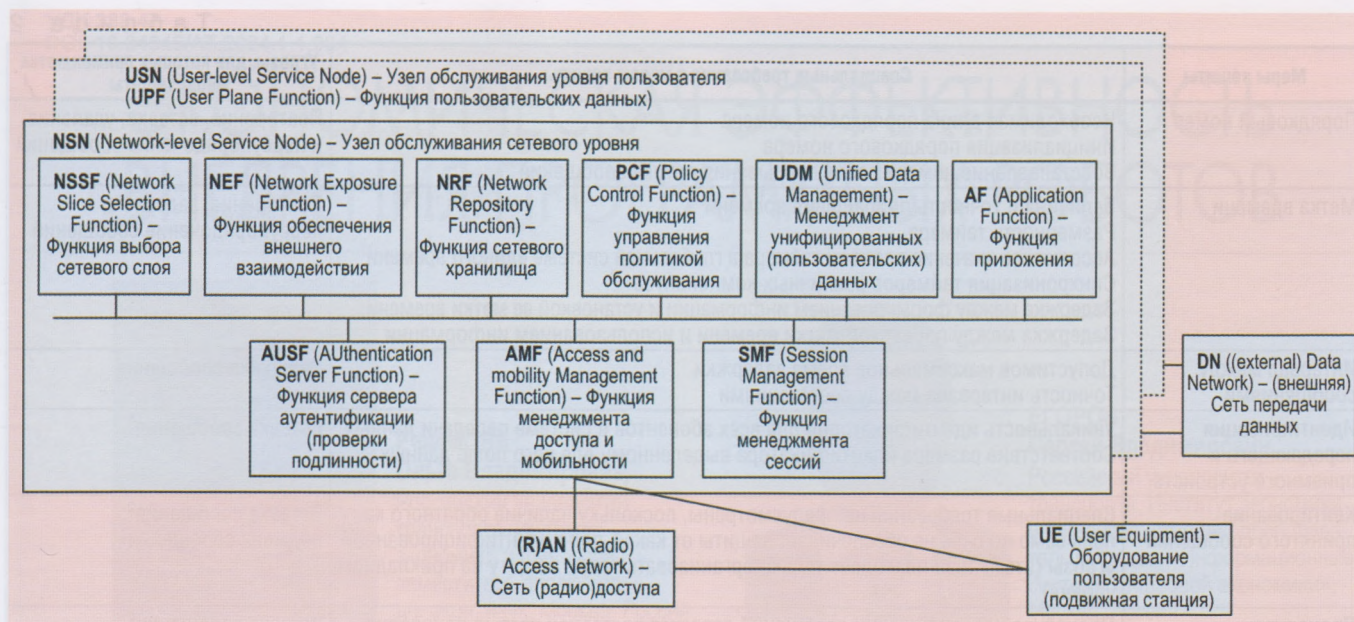 USN (User-level Service Node) – Узел обслуживания уровня пользователя
(UPF (User Plane Function) – Функция пользовательских данных)
NSN (Network-level Service Node) – Узел обслуживания сетевого уровня
NSSF (Network
Slice Selection
Function) –
Функция выбора
сетевого слоя
NEF (Network Exposure
Function) –
Функция обеспечения
внешнего
взаимодействия
NRF (Network
Repository
Function) –
Функция сетевого
хранилища
PCF (Policy
Control Function) –
Функция
управления
политикой
обслуживания
UDM (Unified Data
Management) –
Менеджмент
унифицированных
(пользовательских)
данных
AF (Application
Function) –
Функция
приложения
AUSF (AUthentication
Server Function) –
Функция сервера
аутентификации
(проверки
подлинности)
AMF (Access and
mobility Management
Function) – Функция
менеджмента
доступа и
мобильности
SMF (Session
Management
Function) –
Функция
менеджмента
сессий
DN ((external) Data
Network) – (внешняя)
Сеть передачи
данных
(R)AN ((Radio)
Access Network) –
Сеть (радио)доступа
UE (User Equipment) –
Оборудование
пользователя
(подвижная станция)